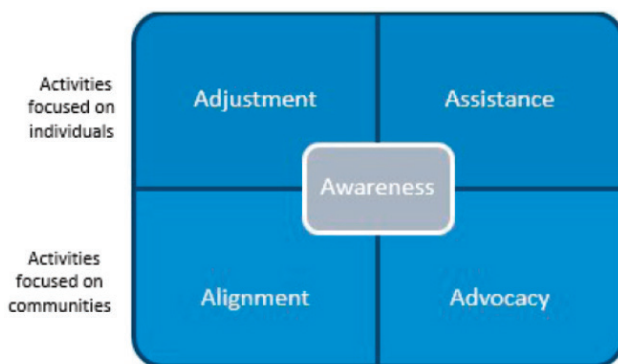 Activities
focused on
individuals
Adjustment
Assistance
Awareness
Activities
focused on
communities
Alignment
Advocacy